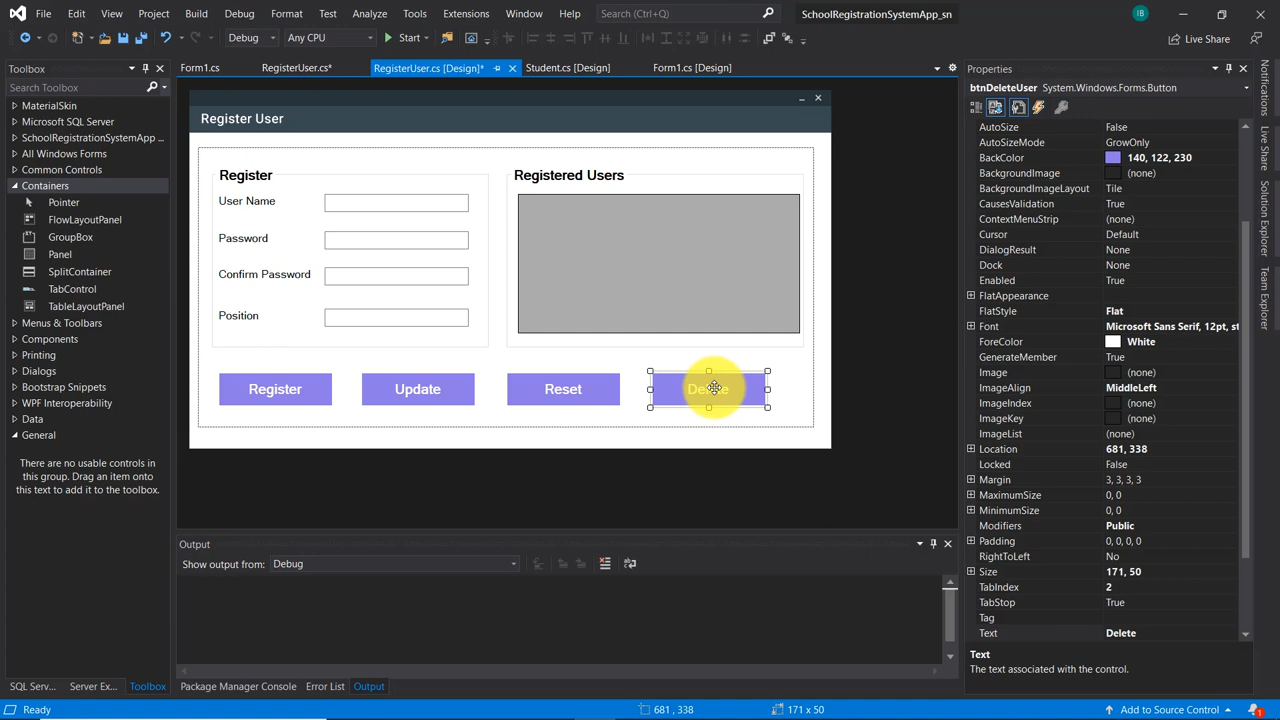 File Edit View Project Build Debug Format Test Analyze Tools Extensions Window Help Search (Ctrl+Q) SchoolRegistrationSystemApp_sn IB
Debug Any CPU Start Live Share
Toolbox
Search Toolbox
MaterialSkin
Microsoft SQL Server
SchoolRegistrationSystemApp ...
All Windows Forms
Common Controls
Containers
Pointer
FlowLayoutPanel
GroupBox
Panel
SplitContainer
TabControl
TableLayoutPanel
Menus & Toolbars
Components
Printing
Dialogs
Bootstrap Snippets
WPF Interoperability
Data
General
There are no usable controls in
this group. Drag an item onto
this text to add it to the toolbox.
SQL Serv... Server Ex... Toolbox
Form1.cs RegisterUser.cs* RegisterUser.cs [Design]* Student.cs [Design] Form1.cs [Design]
Register User
Register
User Name
Password
Confirm Password
Position
Registered Users
Register Update Reset Delete
Output
Show output from: Debug
Package Manager Console Error List Output
Properties
btnDeleteUser System.Windows.Forms.Button
AutoSize False
AutoSizeMode GrowOnly
BackColor 140, 122, 230
BackgroundImage (none)
BackgroundImageLayout Tile
CausesValidation True
ContextMenuStrip (none)
Cursor Default
DialogResult None
Dock None
Enabled True
FlatAppearance
FlatStyle Flat
Font Microsoft Sans Serif, 12pt, st
ForeColor White
GenerateMember True
Image (none)
ImageAlign MiddleLeft
ImageIndex (none)
ImageKey (none)
ImageList (none)
Location 681, 338
Locked False
Margin 3, 3, 3, 3
MaximumSize 0, 0
MinimumSize 0, 0
Modifiers Public
Padding 0, 0, 0, 0
RightToLeft No
Size 171, 50
TabIndex 2
TabStop True
Tag
Text Delete
Text
The text associated with the control.
Notifications
Live Share
Solution Explorer
Team Explorer
Ready 681 , 338 171 x 50 Add to Source Control 1